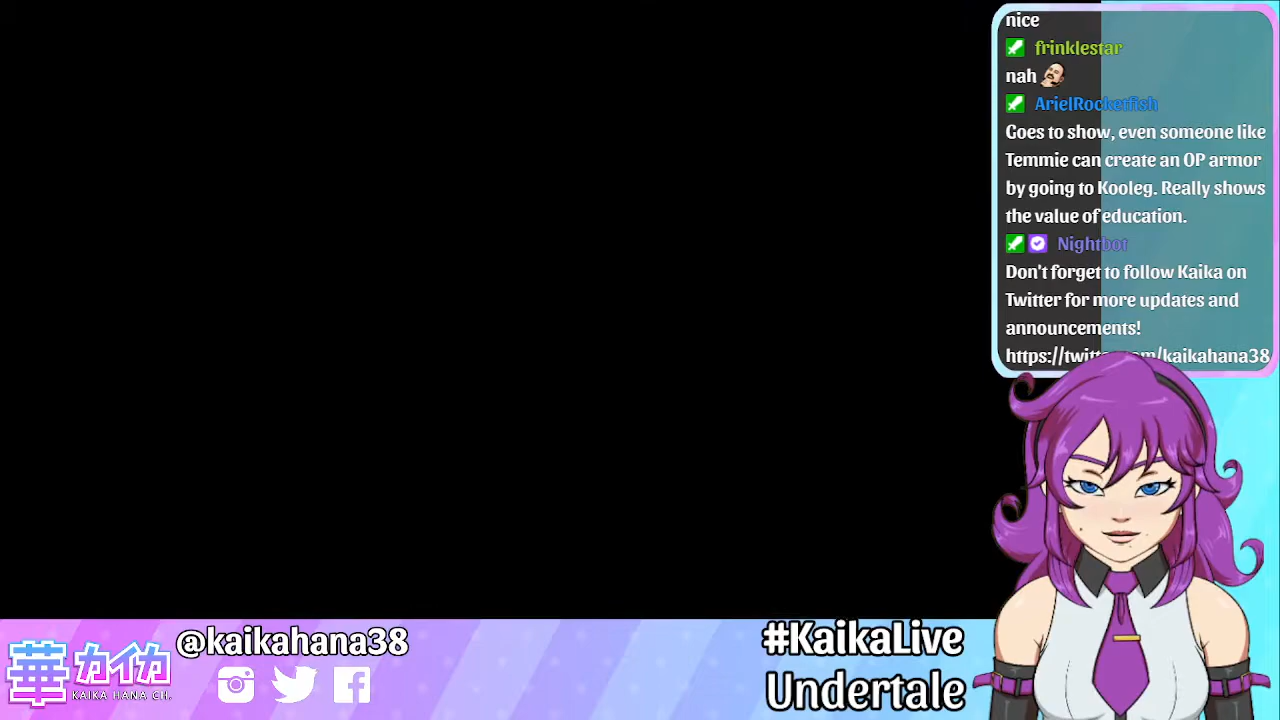 nice
frinklestar
nah
ArielRocketfish
Goes to show, even someone like
Temmie can create an OP armor
by going to Kooleg. Really shows
the value of education.
Nightbot
Don't forget to follow Kaika on
Twitter for more updates and
announcements!
https://twitter.com/kaikahana38
@kaikahana38
華カイカ
KAIKA HANA CH.
#KaikaLive
Undertale